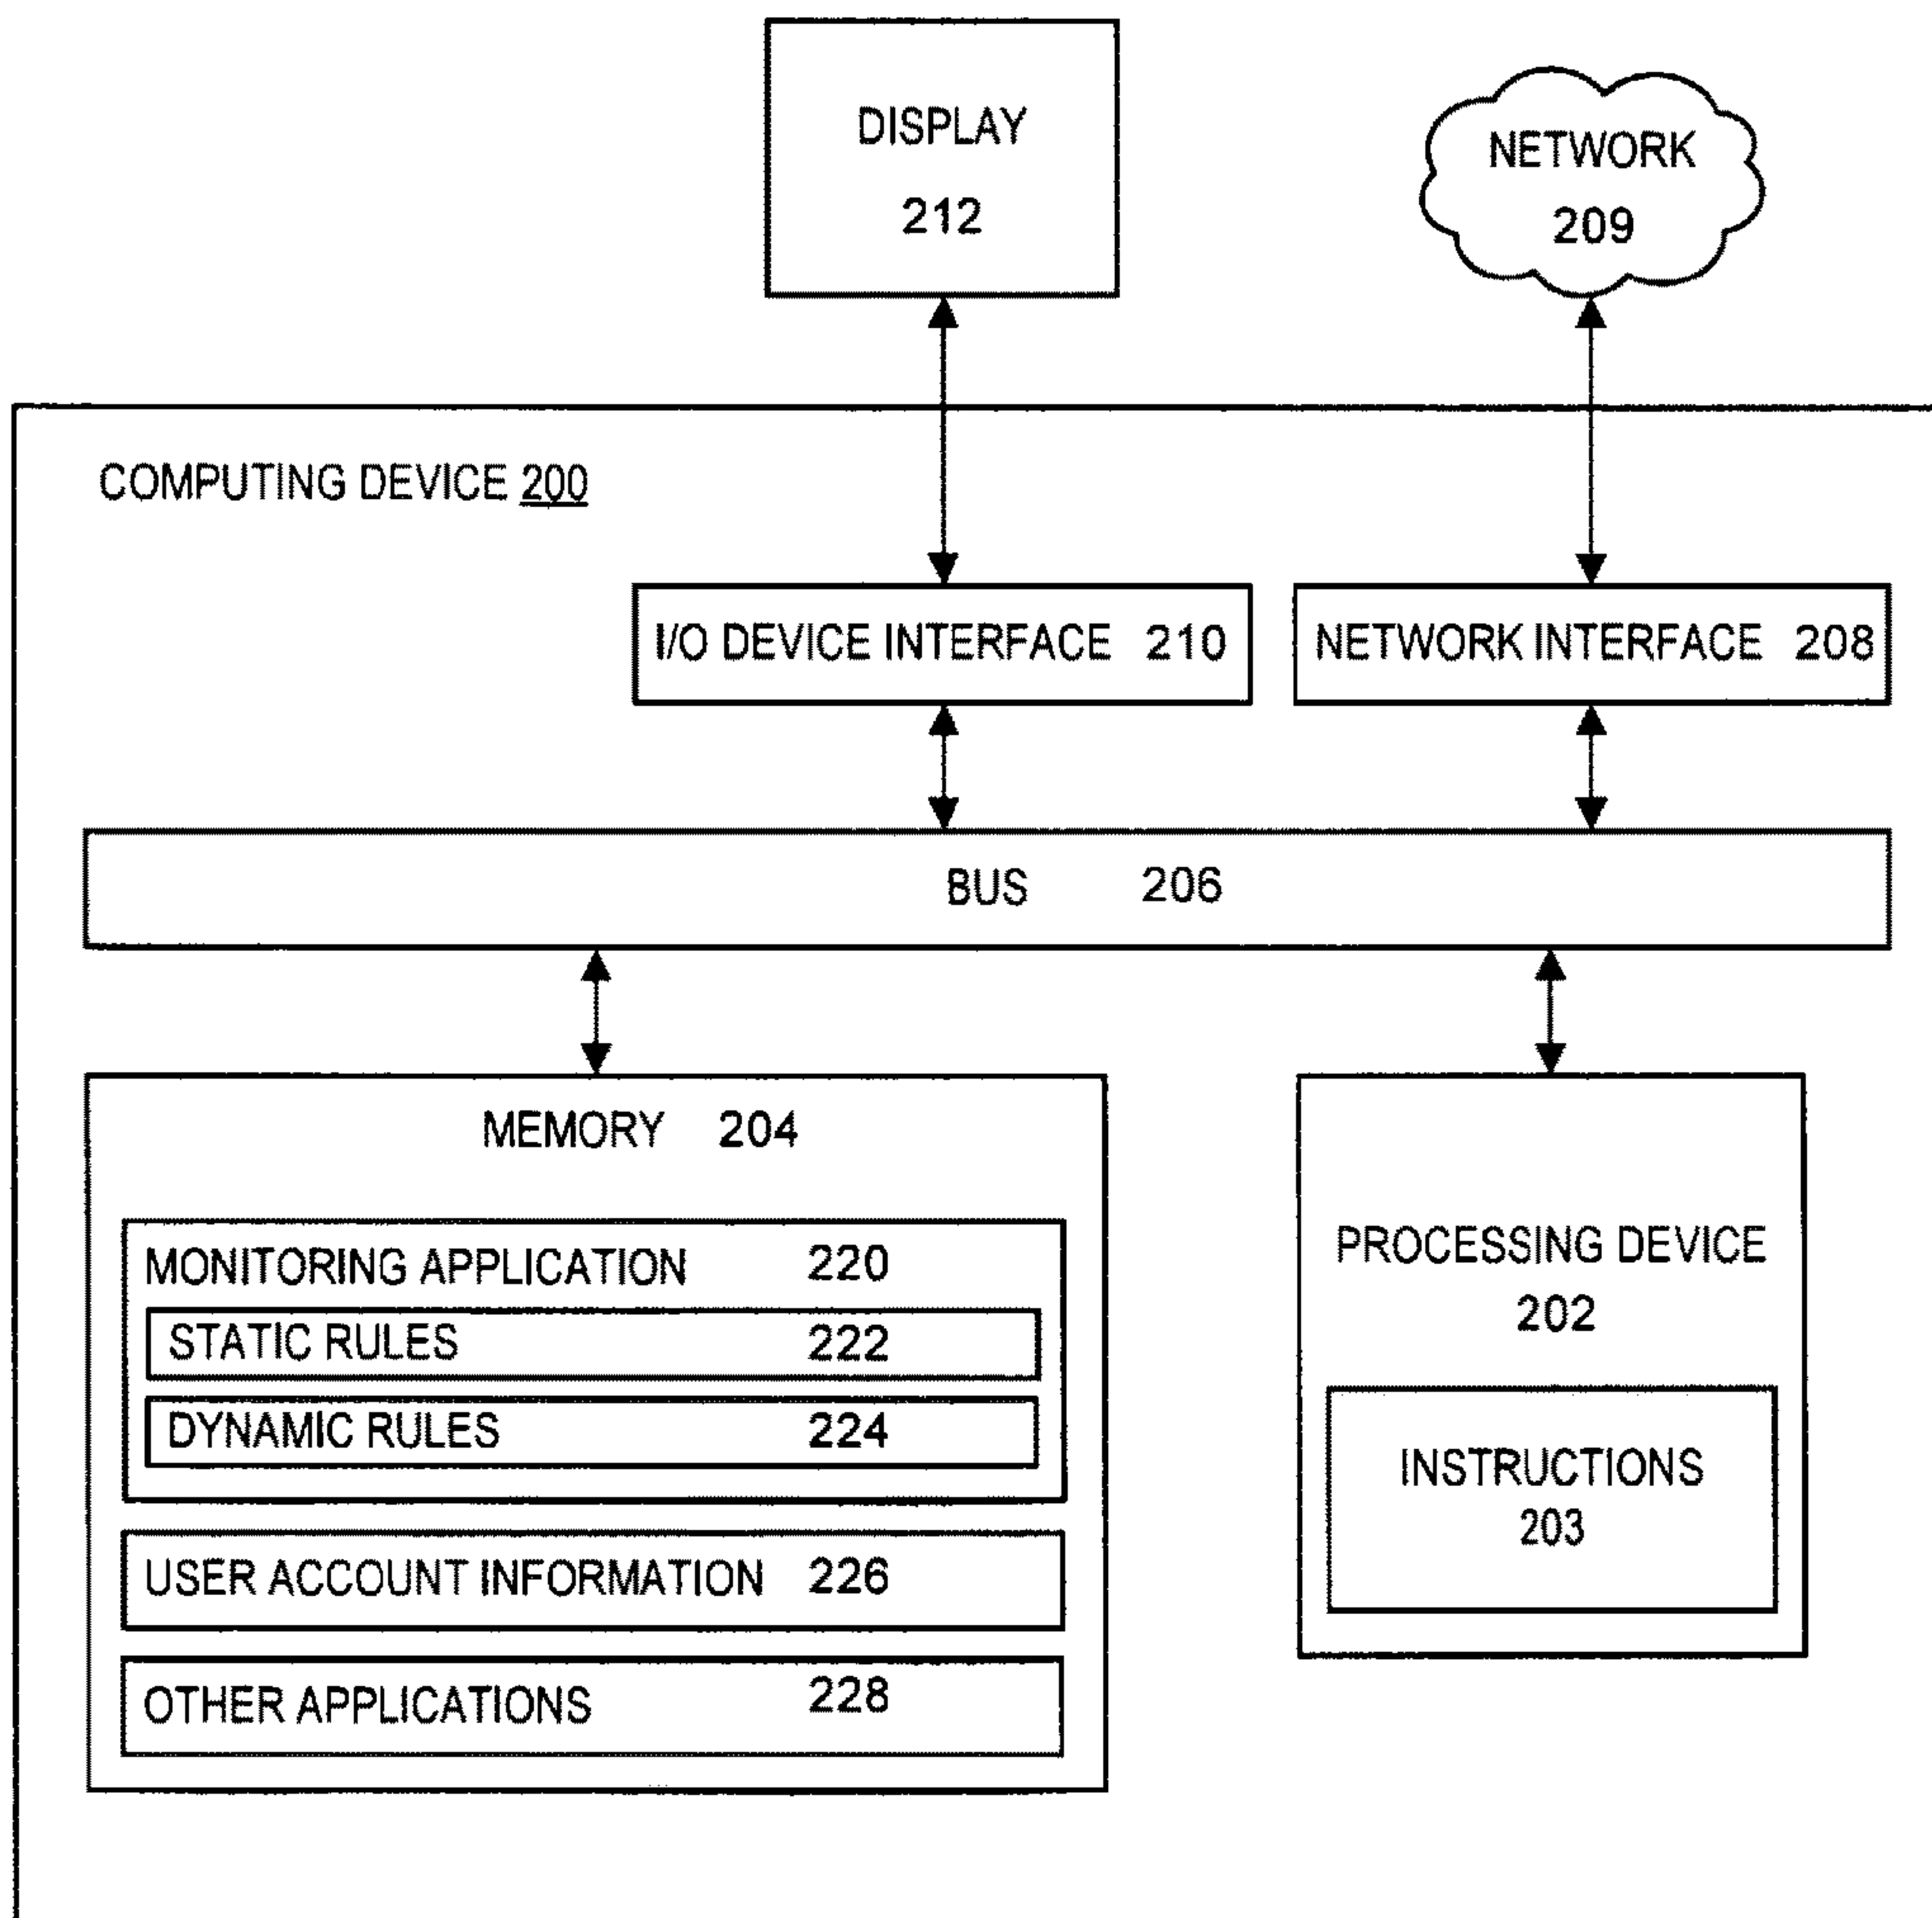 DISPLAY
212
NETWORK
209
COMPUTING DEVICE 200
I/O DEVICE INTERFACE 210
NETWORK INTERFACE 208
BUS 206
MEMORY 204
MONITORING APPLICATION 220
STATIC RULES 222
DYNAMIC RULES 224
USER ACCOUNT INFORMATION 226
OTHER APPLICATIONS 228
PROCESSING DEVICE
202
INSTRUCTIONS
203